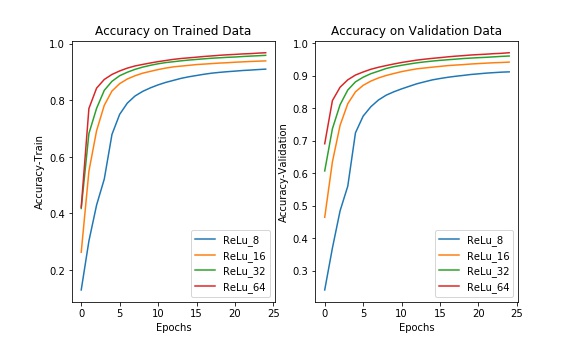 Accuracy on Trained Data
Accuracy-Train
1.0
0.8
0.6
0.4
0.2
ReLu_8
ReLu_16
ReLu_32
ReLu_64
0 5 10 15 20 25
Epochs
Accuracy on Validation Data
Accuracy-Validation
1.0
0.9
0.8
0.7
0.6
0.5
0.4
0.3
ReLu_8
ReLu_16
ReLu_32
ReLu_64
0 5 10 15 20 25
Epochs